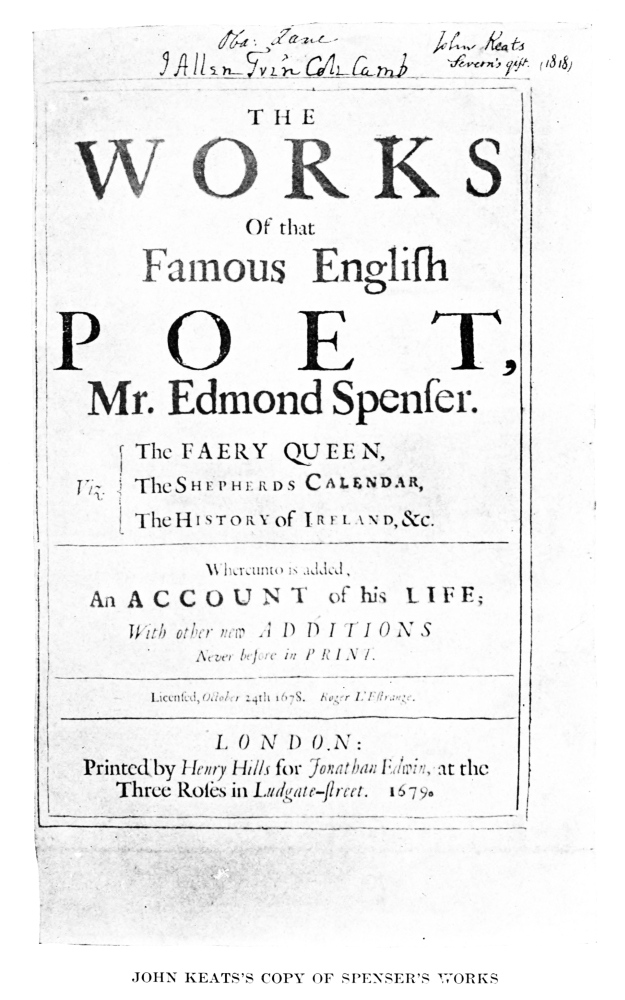 Oba: Lane
J Allen Trin Coll: Camb
John Keats
Severn's gift. (1818)
THE
WORKS
Of that
Famous Engliſh
POET,
Mr. Edmond Spenſer.
Viz.
The FAERY QUEEN,
The SHEPHERDS CALENDAR,
The HISTORY of IRELAND, &c.
Whereunto is added,
An ACCOUNT of his LIFE;
With other new ADDITIONS
Never before in PRINT.
Licenſed, October 24th 1678. Roger L'Eſtrange.
LONDON:
Printed by Henry Hills for Jonathan Edwin, at the
Three Roſes in Ludgate-ſtreet. 1679.
JOHN KEATS'S COPY OF SPENSER'S WORKS